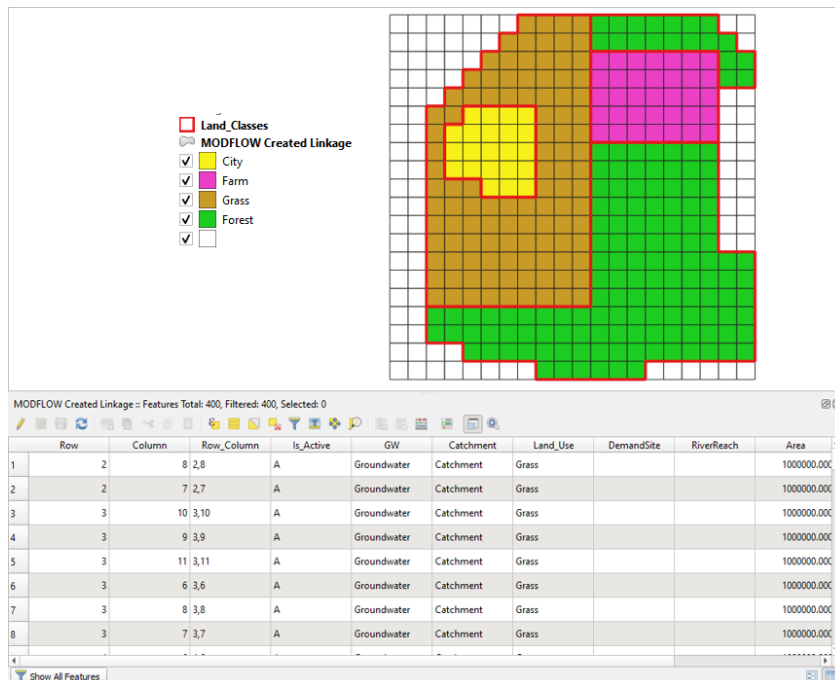 Land_Classes
MODFLOW Created Linkage
City
Farm
Grass
Forest
MODFLOW Created Linkage :: Features Total: 400, Filtered: 400, Selected: 0
Row Column Row_Column Is_Active GW Catchment Land_Use DemandSite RiverReach Area
1 2 8 2,8 A Groundwater Catchment Grass 1000000.000
2 2 7 2,7 A Groundwater Catchment Grass 1000000.000
3 3 10 3,10 A Groundwater Catchment Grass 1000000.000
4 3 9 3,9 A Groundwater Catchment Grass 1000000.000
5 3 11 3,11 A Groundwater Catchment Grass 1000000.000
6 3 6 3,6 A Groundwater Catchment Grass 1000000.000
7 3 8 3,8 A Groundwater Catchment Grass 1000000.000
8 3 7 3,7 A Groundwater Catchment Grass 1000000.000
Show All Features